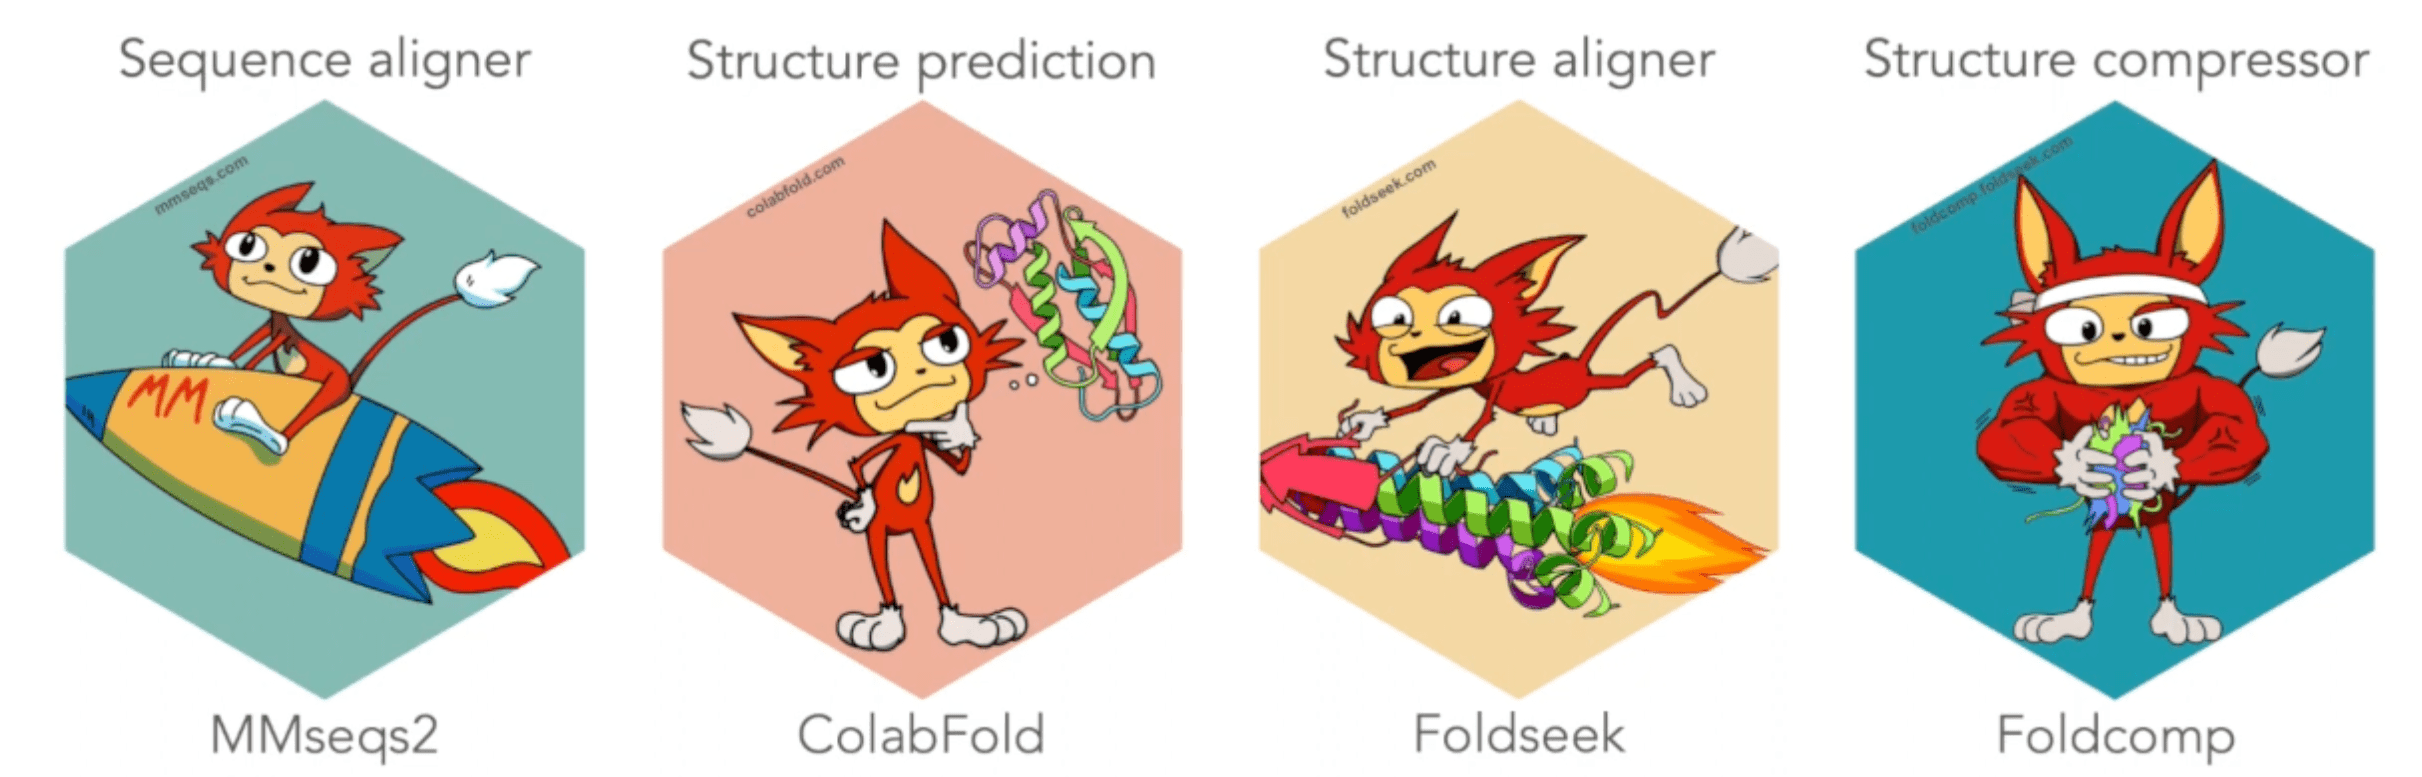 Sequence aligner
mmseqs.com
MM
MMseqs2
Structure prediction
colabfold.com
ColabFold
Structure aligner
foldseek.com
Foldseek
Structure compressor
foldcomp.foldseek.com
Foldcomp